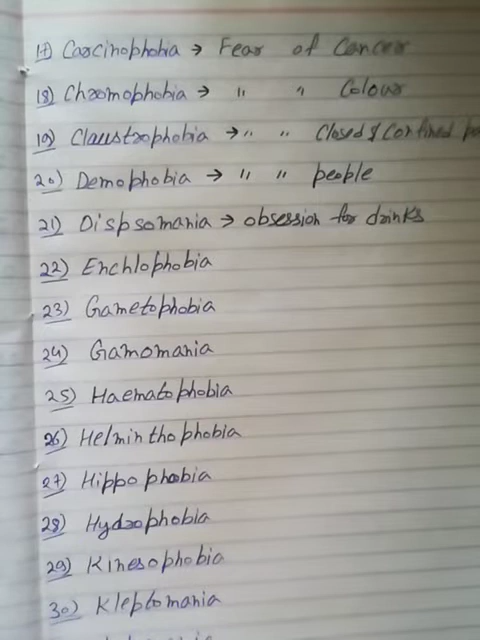 17) Carcinophobia → Fear of Cancer
18) Chromophobia → " " Colour
19) Claustrophobia → " " Closed & Confined
20) Demophobia → " " people
21) Dispsomania → obsession for drinks
22) Enchlophobia
23) Gametophobia
24) Gamomania
25) Haematophobia
26) Helminthophobia
27) Hippophobia
28) Hydrophobia
29) Kinesophobia
30) Kleptomania